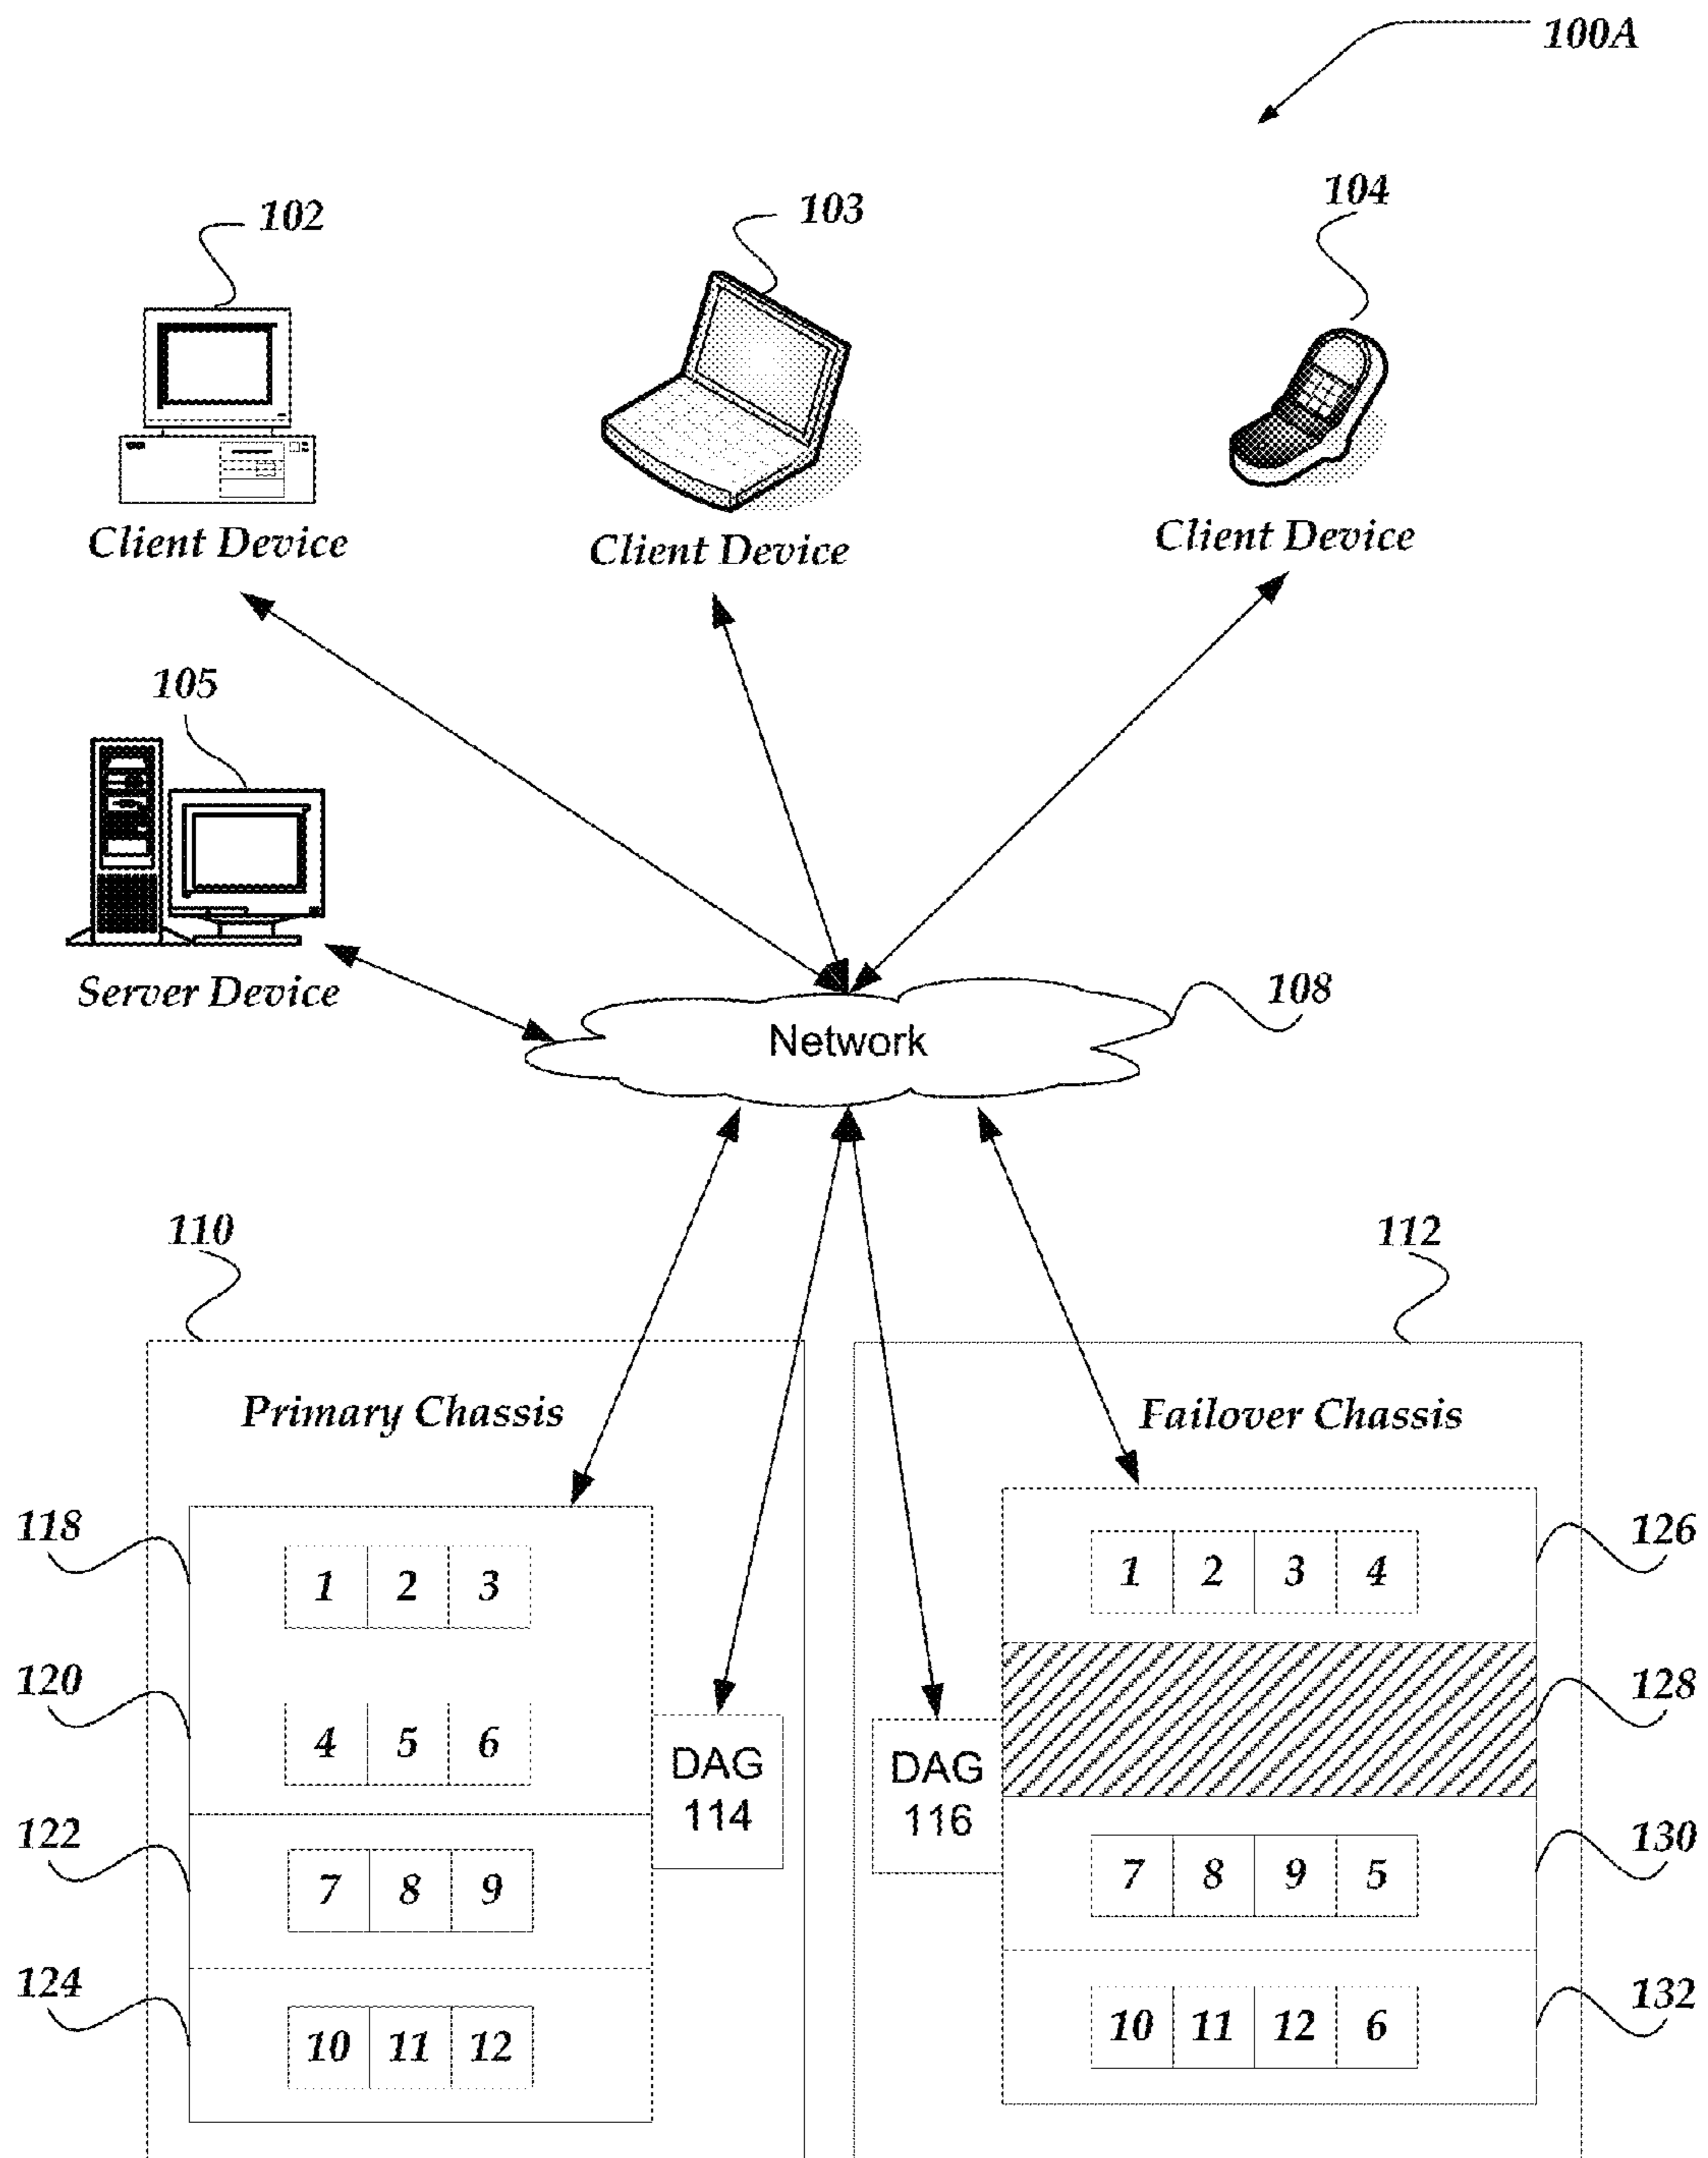 100A
102
103
104
Client Device
Client Device
Client Device
105
Server Device
108
Network
110
112
Primary Chassis
Failover Chassis
118
1 2 3
120
4 5 6
DAG
114
122
7 8 9
124
10 11 12
126
1 2 3 4
128
DAG
116
130
7 8 9 5
132
10 11 12 6